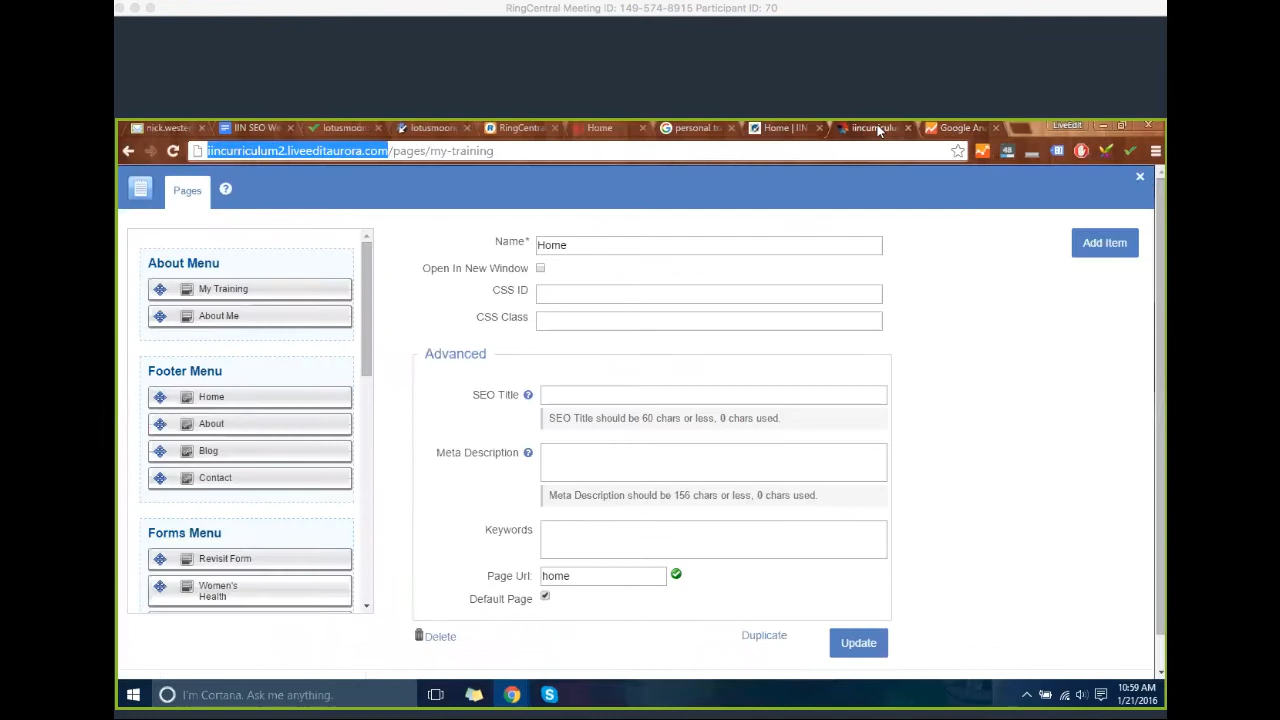 RingCentral Meeting ID: 149-574-8915 Participant ID: 70
nick.weste
IIN SEO We
lotusmoon
lotusmoon
RingCentra
Home
personal tr
Home | IIN
iincurriculu
Google Ana
LiveEdit
iincurriculum2.liveeditaurora.com/pages/my-training
Pages
Name*
Home
Add Item
Open In New Window
CSS ID
CSS Class
About Menu
My Training
About Me
Footer Menu
Home
About
Blog
Contact
Forms Menu
Revisit Form
Women's
Health
Advanced
SEO Title
SEO Title should be 60 chars or less, 0 chars used.
Meta Description
Meta Description should be 156 chars or less, 0 chars used.
Keywords
Page Url:
home
Default Page
Delete
Duplicate
Update
I'm Cortana. Ask me anything.
10:59 AM
1/21/2016